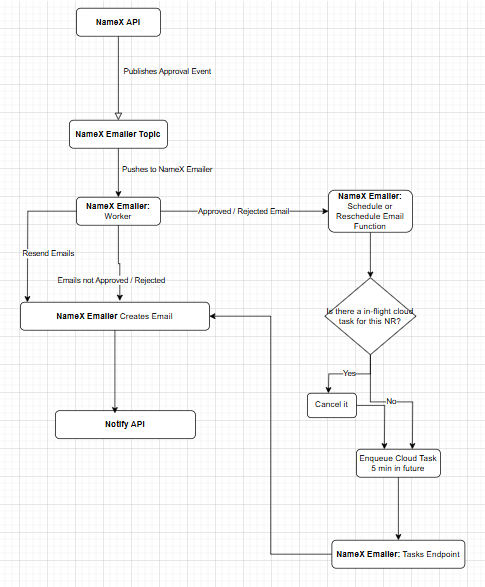 NameX API
Publishes Approval Event
NameX Emailer Topic
Pushes to NameX Emailer
NameX Emailer:
Worker
Approved / Rejected Email
NameX Emailer:
Schedule or
Reschedule Email
Function
Resend Emails
Emails not Approved / Rejected
NameX Emailer Creates Email
Is there a in-flight cloud
task for this NR?
Yes
Cancel it
No
Notify API
Enqueue Cloud Task
5 min in future
NameX Emailer: Tasks Endpoint